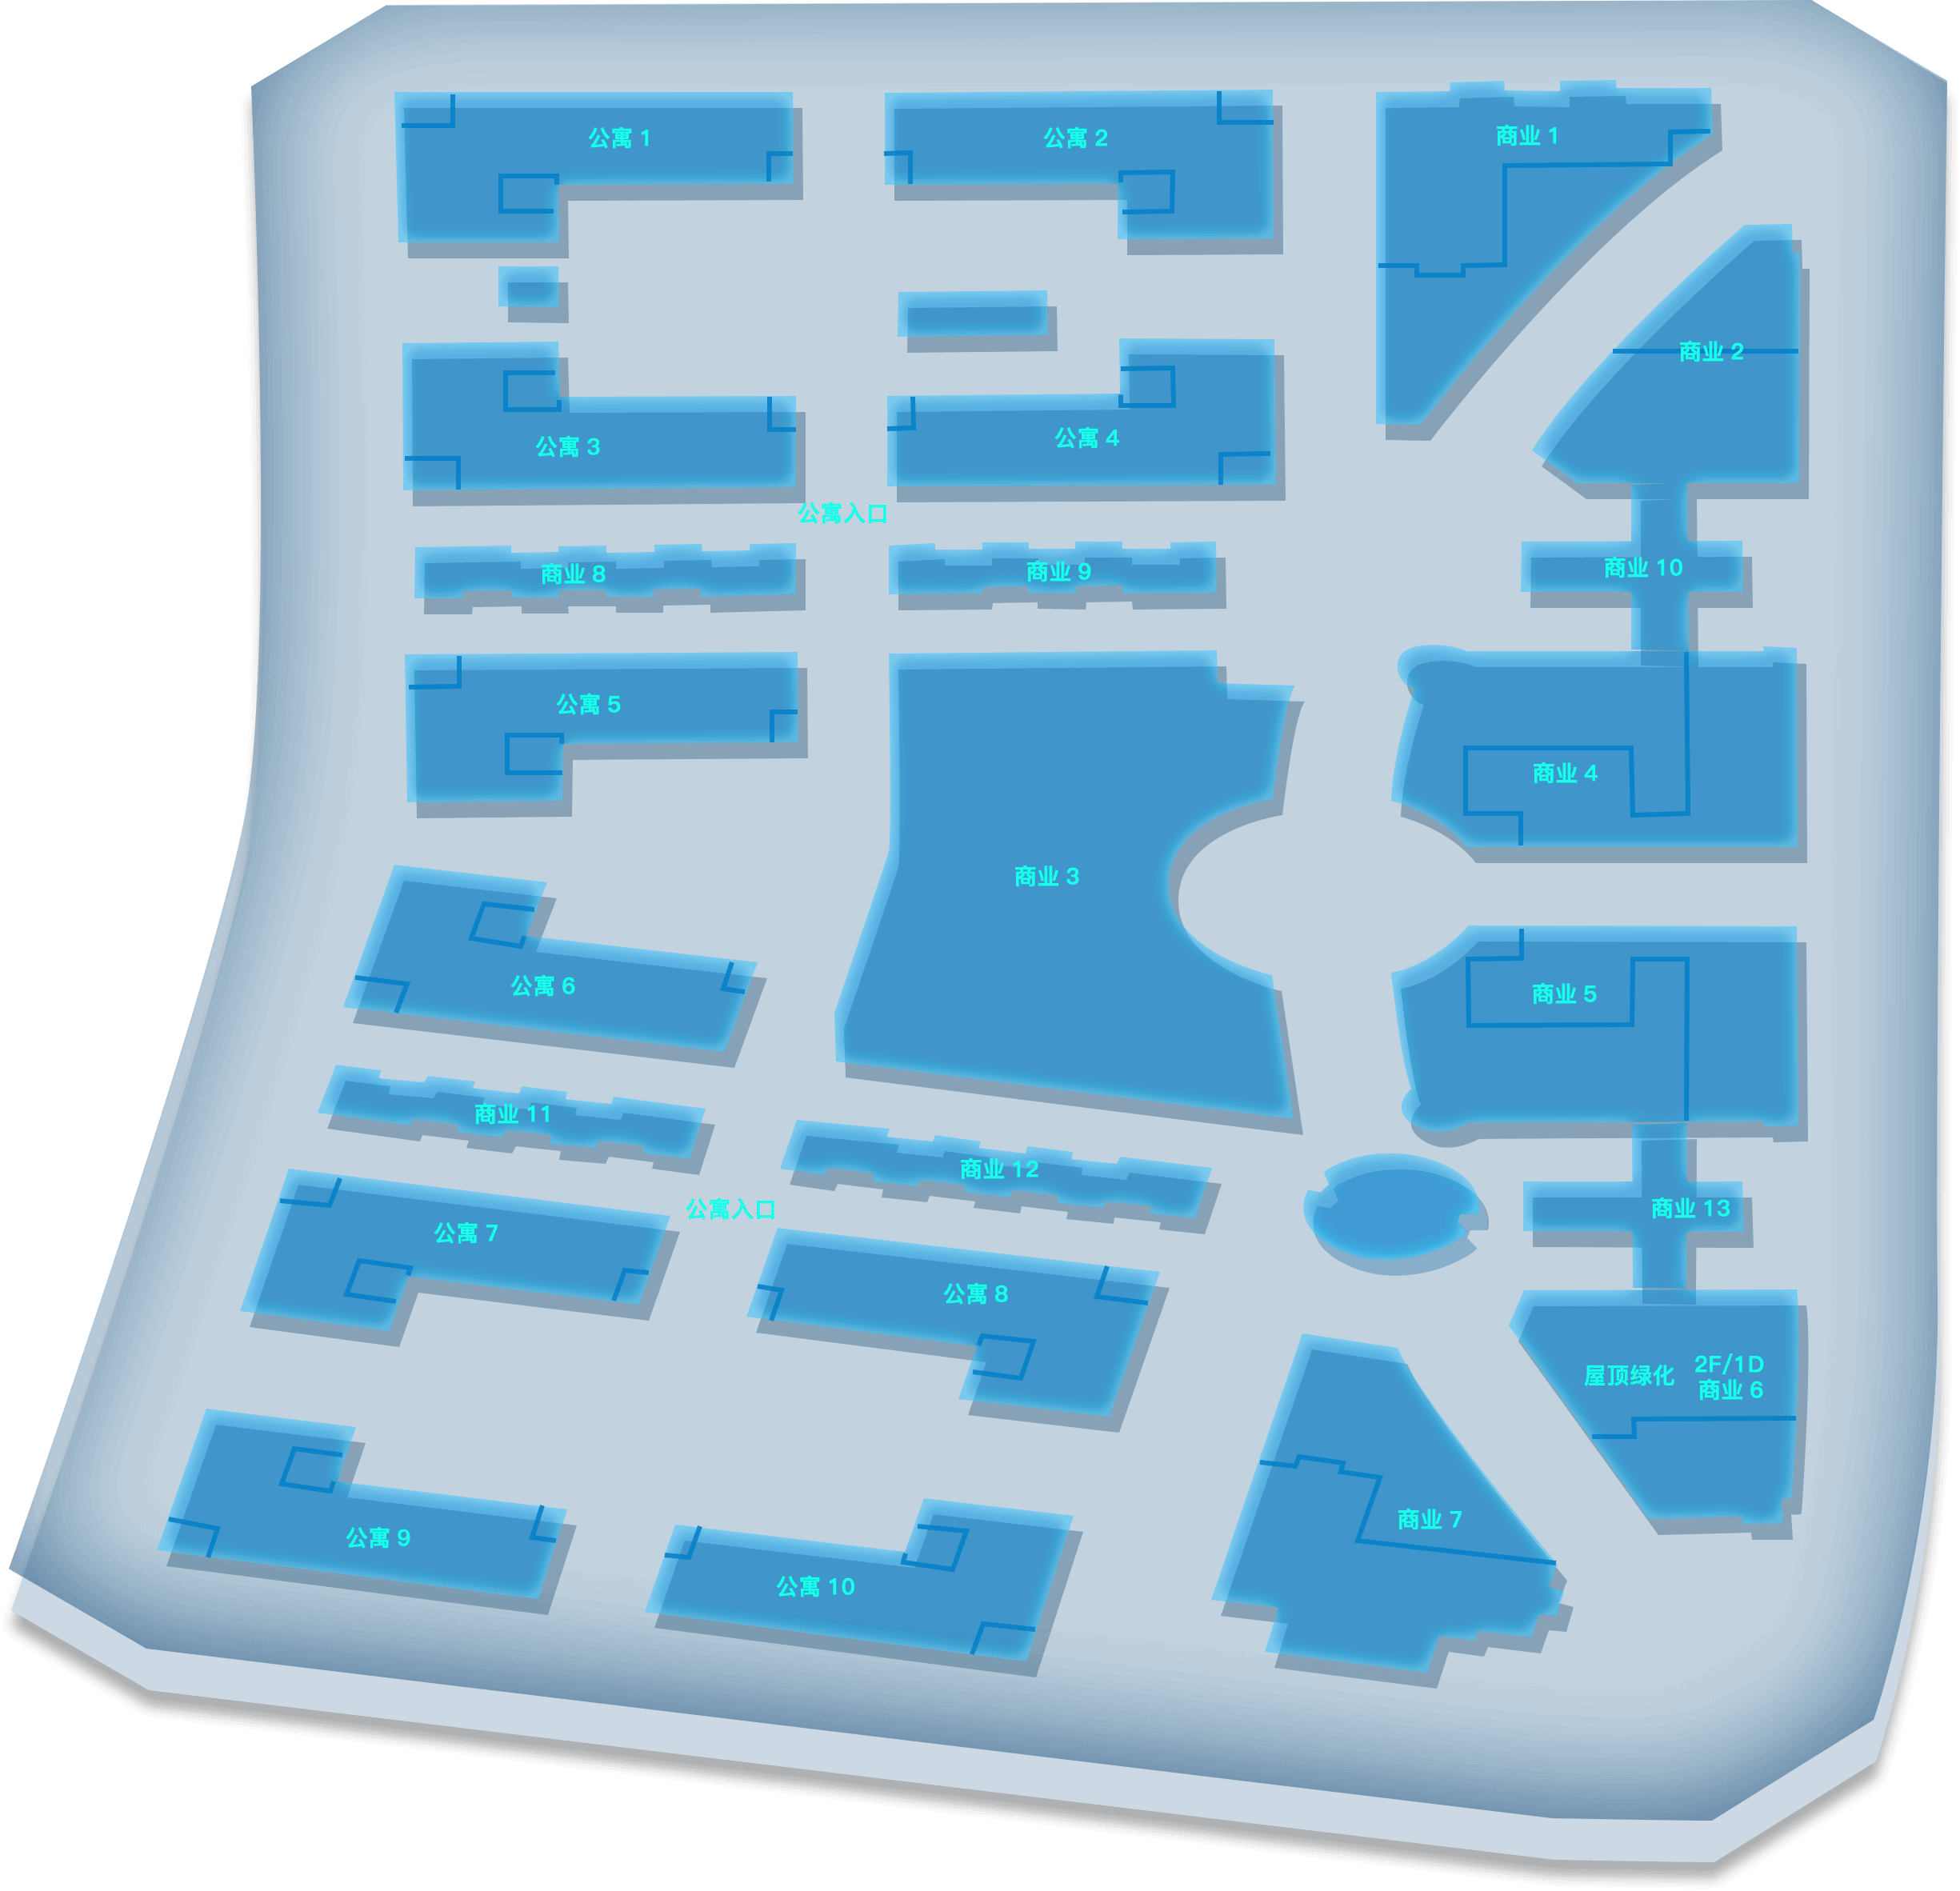 公寓 1
公寓 2
商业 1
商业 2
公寓 3
公寓 4
公寓入口
商业 8
商业 9
商业 10
公寓 5
商业 4
商业 3
公寓 6
商业 5
商业 11
商业 12
公寓入口
商业 13
公寓 7
公寓 8
屋顶绿化
2F/1D
商业 6
商业 7
公寓 9
公寓 10